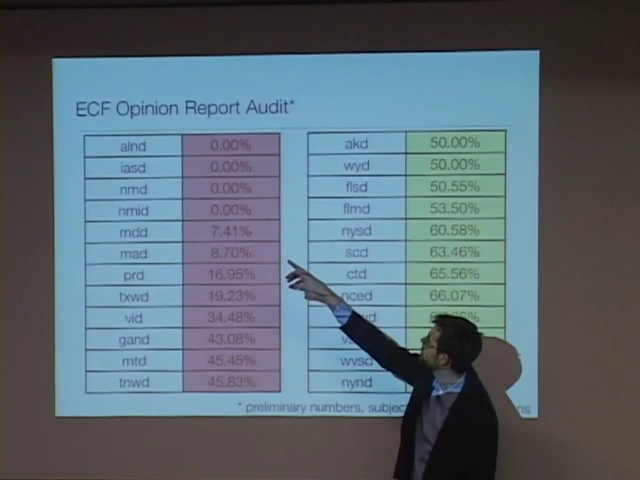 ECF Opinion Report Audit*
alnd 0.00% akd 50.00%
iasd 0.00% wyd 50.00%
nmd 0.00% flsd 50.55%
nmid 0.00% flmd 53.50%
mdd 7.41% nysd 60.58%
mad 8.70% scd 63.46%
prd 16.95% ctd 65.56%
txwd 19.23% nced 66.07%
vid 34.48%
gand 43.08%
mtd 45.45% wvsd
tnwd 45.83% nynd
* preliminary numbers,